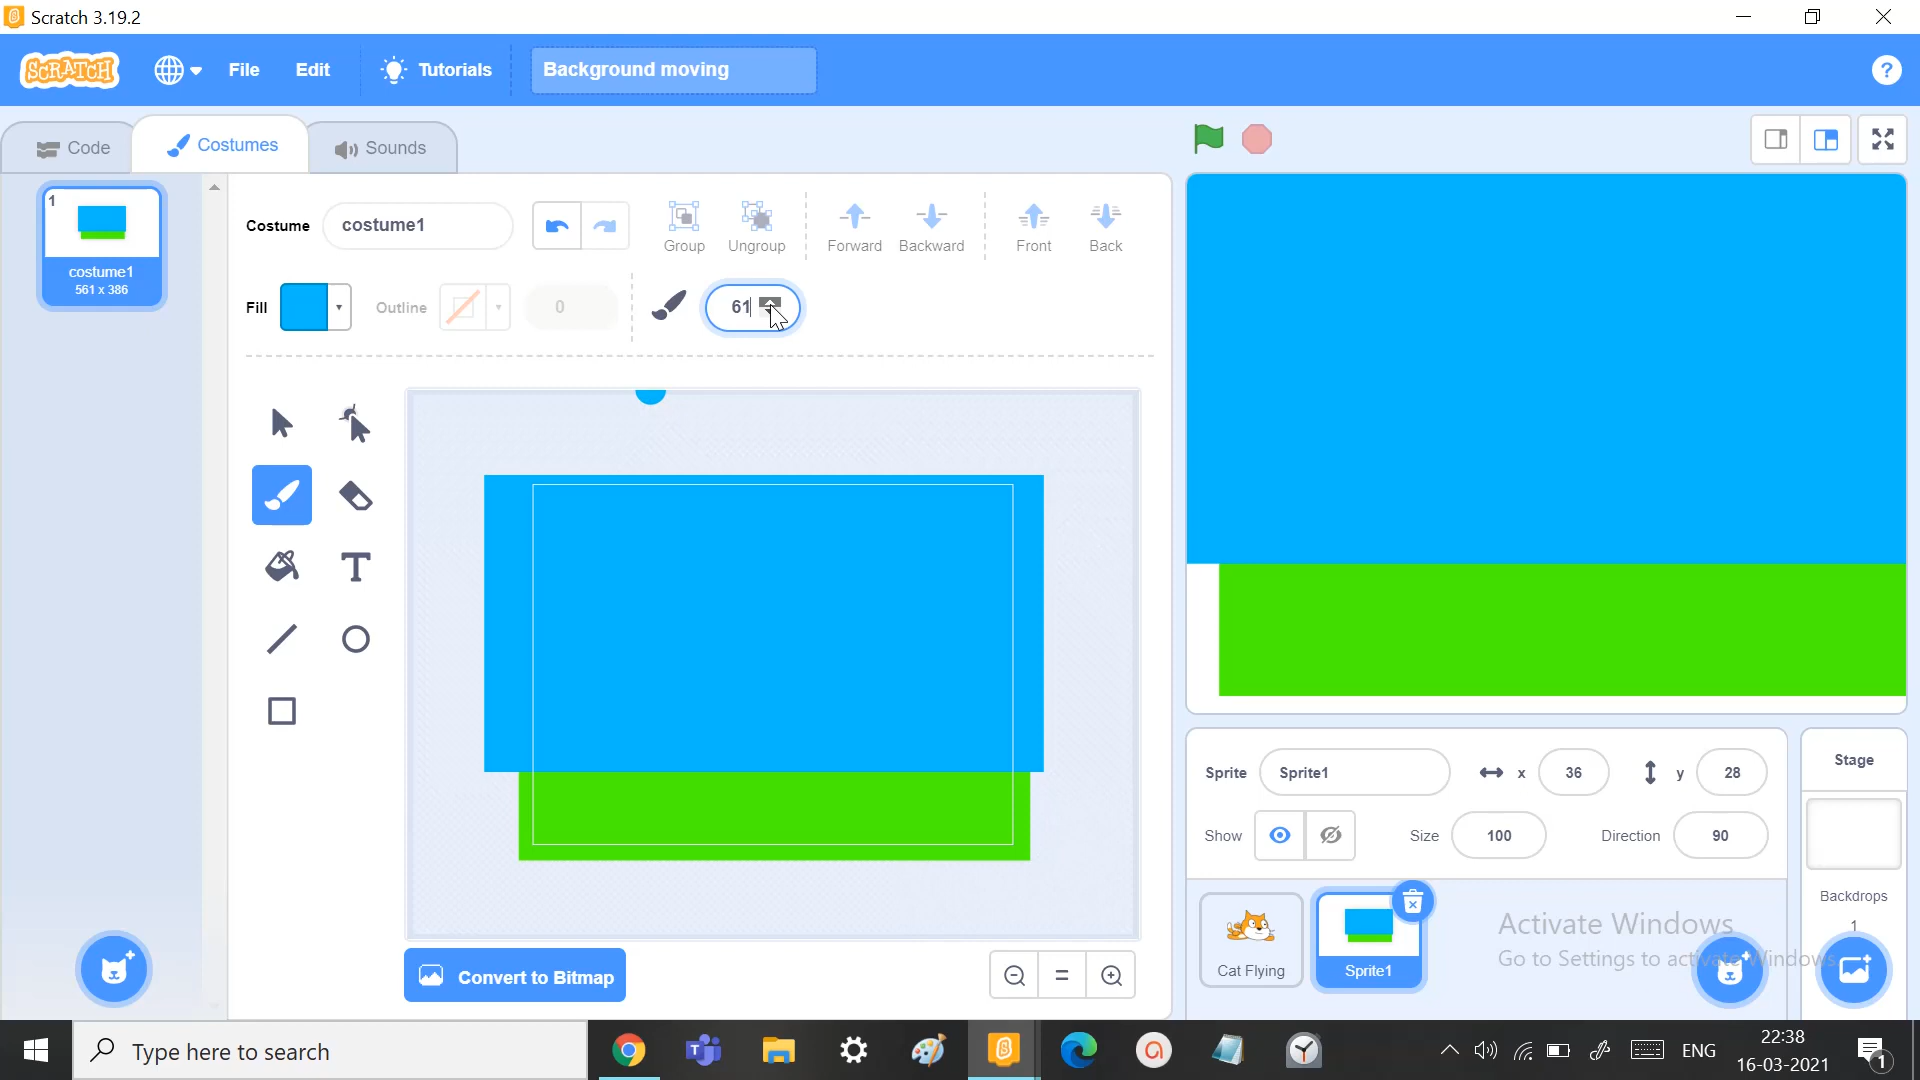 Scratch 3.19.2
SCRATCH File Edit Tutorials Background moving ?
Code Costumes Sounds
1
costume1
561 x 386
Costume costume1 Group Ungroup Forward Backward Front Back
Fill Outline 0 61
T
Convert to Bitmap
Sprite Sprite1 x 36 y 28
Show Size 100 Direction 90
Stage
Backdrops
1
Cat Flying
Sprite1
Activate Windows
Go to Settings to activate Windows.
Type here to search
ENG
22:38
16-03-2021
1